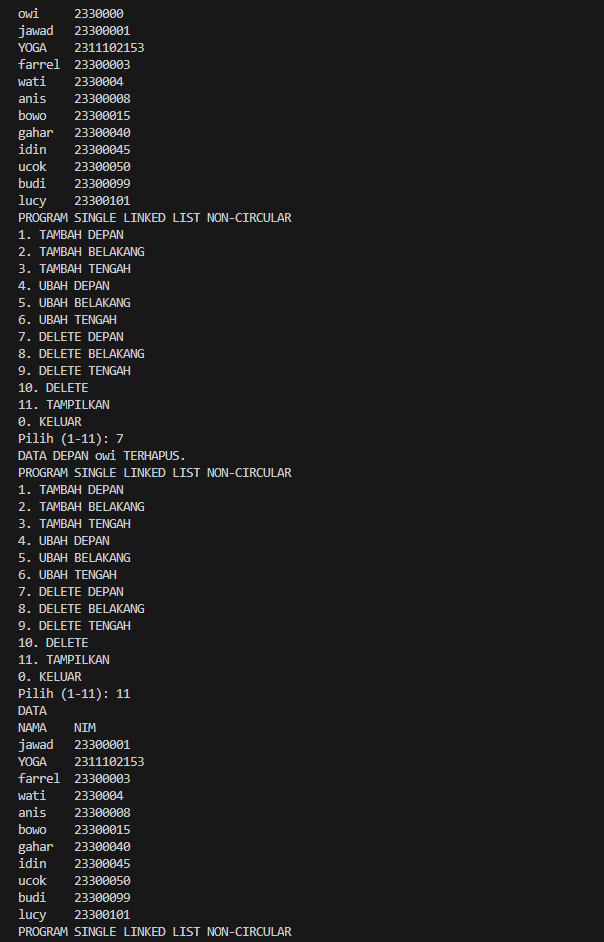 owi     2330000
jawad   23300001
YOGA    2311102153
farrel  23300003
wati    2330004
anis    23300008
bowo    23300015
gahar   23300040
idin    23300045
ucok    23300050
budi    23300099
lucy    23300101
PROGRAM SINGLE LINKED LIST NON-CIRCULAR
1. TAMBAH DEPAN
2. TAMBAH BELAKANG
3. TAMBAH TENGAH
4. UBAH DEPAN
5. UBAH BELAKANG
6. UBAH TENGAH
7. DELETE DEPAN
8. DELETE BELAKANG
9. DELETE TENGAH
10. DELETE
11. TAMPILKAN
0. KELUAR
Pilih (1-11): 7
DATA DEPAN owi TERHAPUS.
PROGRAM SINGLE LINKED LIST NON-CIRCULAR
1. TAMBAH DEPAN
2. TAMBAH BELAKANG
3. TAMBAH TENGAH
4. UBAH DEPAN
5. UBAH BELAKANG
6. UBAH TENGAH
7. DELETE DEPAN
8. DELETE BELAKANG
9. DELETE TENGAH
10. DELETE
11. TAMPILKAN
0. KELUAR
Pilih (1-11): 11
DATA
NAMA    NIM
jawad   23300001
YOGA    2311102153
farrel  23300003
wati    2330004
anis    23300008
bowo    23300015
gahar   23300040
idin    23300045
ucok    23300050
budi    23300099
lucy    23300101
PROGRAM SINGLE LINKED LIST NON-CIRCULAR